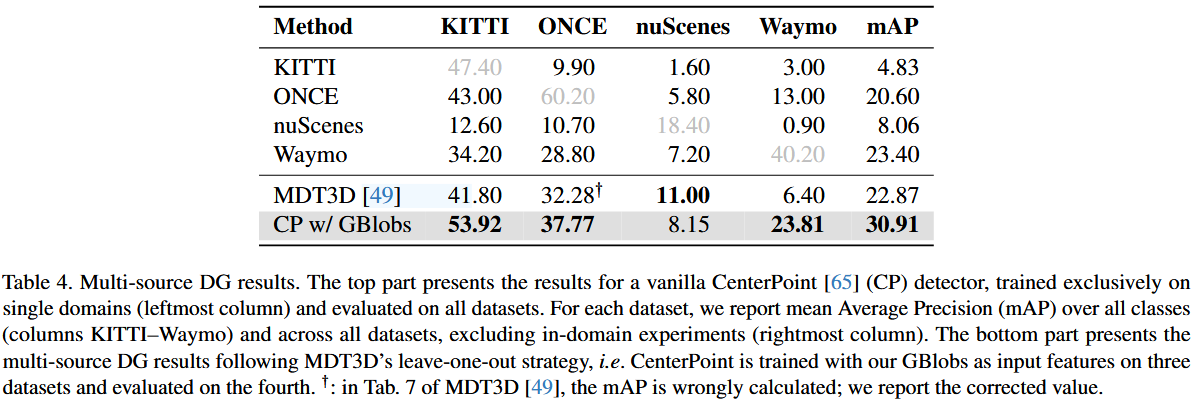 Method KITTI ONCE nuScenes Waymo mAP
KITTI 47.40 9.90 1.60 3.00 4.83
ONCE 43.00 60.20 5.80 13.00 20.60
nuScenes 12.60 10.70 18.40 0.90 8.06
Waymo 34.20 28.80 7.20 40.20 23.40
MDT3D [49] 41.80 32.28† 11.00 6.40 22.87
CP w/ GBlobs 53.92 37.77 8.15 23.81 30.91
Table 4. Multi-source DG results. The top part presents the results for a vanilla CenterPoint [65] (CP) detector, trained exclusively on
single domains (leftmost column) and evaluated on all datasets. For each dataset, we report mean Average Precision (mAP) over all classes
(columns KITTI–Waymo) and across all datasets, excluding in-domain experiments (rightmost column). The bottom part presents the
multi-source DG results following MDT3D's leave-one-out strategy, i.e. CenterPoint is trained with our GBlobs as input features on three
datasets and evaluated on the fourth. †: in Tab. 7 of MDT3D [49], the mAP is wrongly calculated; we report the corrected value.